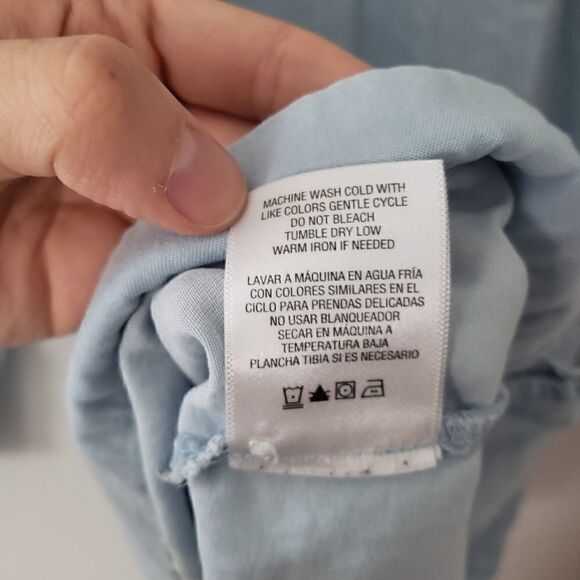 MACHINE WASH COLD WITH
LIKE COLORS GENTLE CYCLE
DO NOT BLEACH
TUMBLE DRY LOW
WARM IRON IF NEEDED
LAVAR A MÁQUINA EN AGUA FRÍA
CON COLORES SIMILARES EN EL
CICLO PARA PRENDAS DELICADAS
NO USAR BLANQUEADOR
SECAR EN MÁQUINA A
TEMPERATURA BAJA
PLANCHA TIBIA SI ES NECESARIO